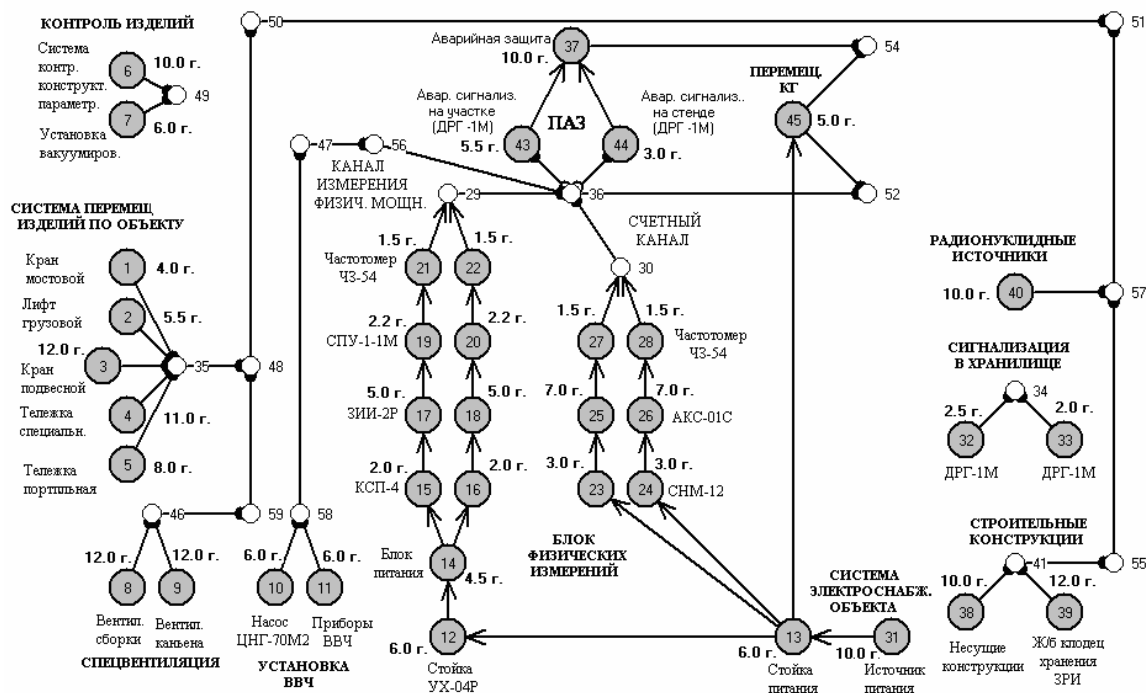 КОНТРОЛЬ ИЗДЕЛИЙ
Система
контр.
конструкт.
параметр.
6
10.0 г.
49
7
6.0 г.
Установка
вакуумиров.
СИСТЕМА ПЕРЕМЕЩ.
ИЗДЕЛИЙ ПО ОБЪЕКТУ
Кран
мостовой
1
4.0 г.
Лифт
грузовой
2
5.5 г.
12.0 г.
3
Кран
подвесной
35
48
Тележка
специальн.
4
11.0 г.
5
8.0 г.
Тележка
портпльная
46
59
12.0 г.
12.0 г.
8
9
Вентил.
сборки
Вентил.
каньена
СПЕЦВЕНТИЛЯЦИЯ
58
6.0 г.
6.0 г.
10
11
Насос
ЦНГ-70М2
Приборы
ВВЧ
УСТАНОВКА
ВВЧ
50
51
Аварийная защита
10.0 г.
37
54
Авар. сигнализ.
на участке
(ДРГ -1М)
5.5 г.
43
ПАЗ
Авар. сигнализ..
на стенде
(ДРГ -1М)
3.0 г.
44
ПЕРЕМЕЩ.
КГ
45
5.0 г.
47
56
КАНАЛ
ИЗМЕРЕНИЯ
ФИЗИЧ. МОЩН.
29
36
52
СЧЕТНЫЙ
КАНАЛ
30
1.5 г.
1.5 г.
Частотомер
ЧЗ-54
21
22
2.2 г.
2.2 г.
СПУ-1-1М
19
20
5.0 г.
5.0 г.
ЗИИ-2Р
17
18
2.0 г.
2.0 г.
КСП-4
15
16
Блок
питания
14
4.5 г.
12
6.0 г.
Стойка
УХ-04Р
1.5 г.
1.5 г.
27
28
Частотомер
ЧЗ-54
7.0 г.
7.0 г.
25
26
АКС-01С
3.0 г.
3.0 г.
23
24
СНМ-12
БЛОК
ФИЗИЧЕСКИХ
ИЗМЕРЕНИЙ
13
6.0 г.
Стойка
питания
СИСТЕМА
ЭЛЕКТРОСНАБЖ.
ОБЪЕКТА
31
10.0 г.
Источник
питания
РАДИОНУКЛИДНЫЕ
ИСТОЧНИКИ
10.0 г.
40
57
СИГНАЛИЗАЦИЯ
В ХРАНИЛИЩЕ
34
2.5 г.
2.0 г.
32
33
ДРГ-1М
ДРГ-1М
СТРОИТЕЛЬНЫЕ
КОНСТРУКЦИИ
41
55
10.0 г.
12.0 г.
38
39
Несущие
конструкции
Ж/б клодец
хранения
ЗРИ